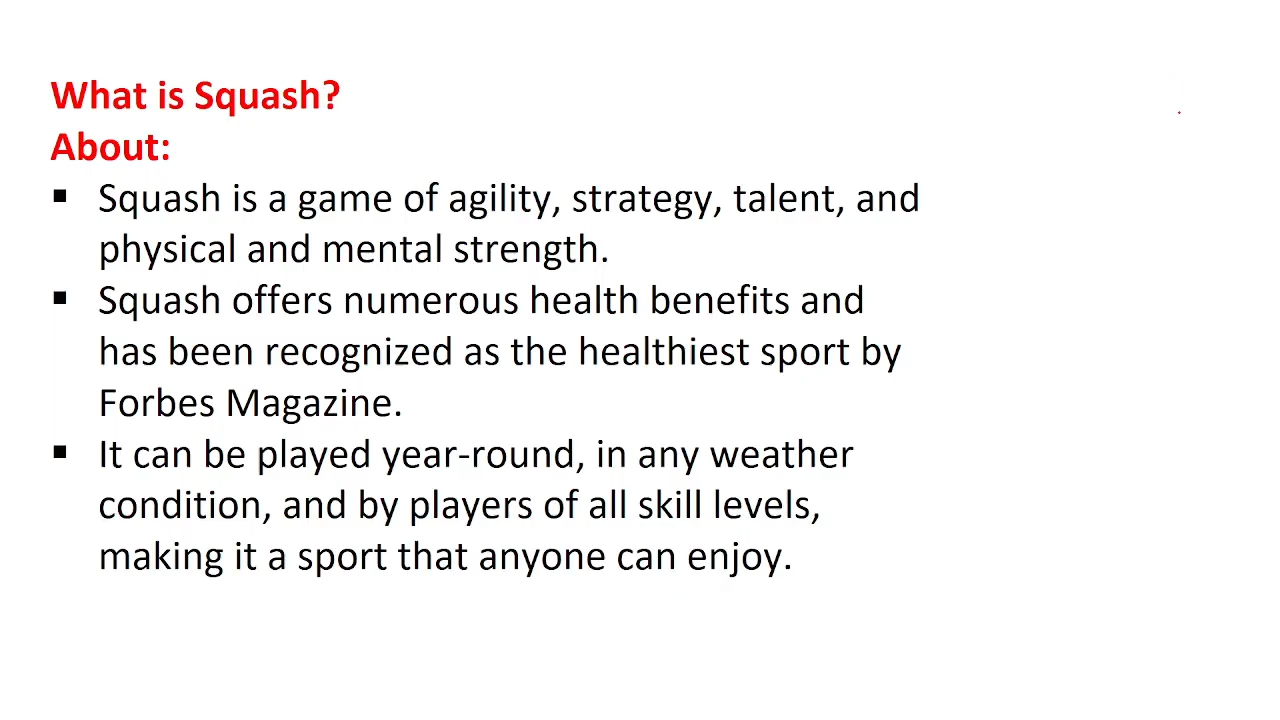 What is Squash?
About:
▪ Squash is a game of agility, strategy, talent, and
physical and mental strength.
▪ Squash offers numerous health benefits and
has been recognized as the healthiest sport by
Forbes Magazine.
▪ It can be played year-round, in any weather
condition, and by players of all skill levels,
making it a sport that anyone can enjoy.